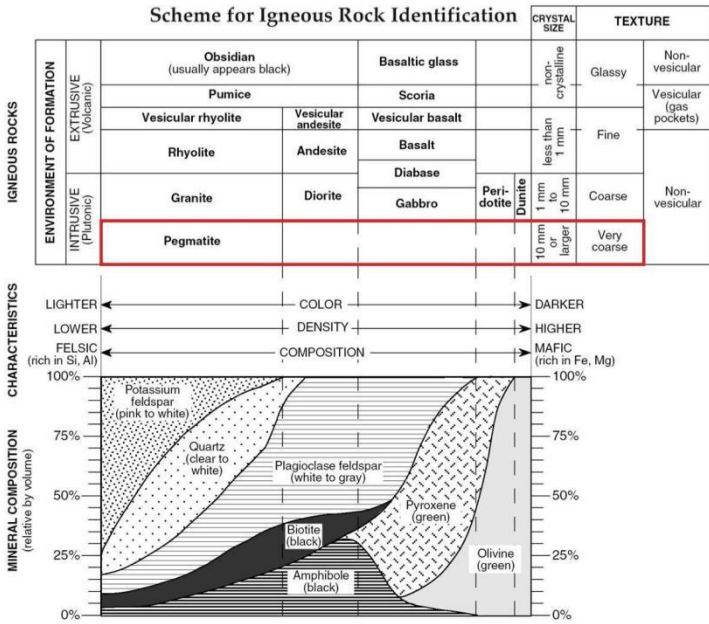 Scheme for Igneous Rock Identification
CRYSTAL
SIZE
TEXTURE
IGNEOUS ROCKS
ENVIRONMENT OF FORMATION
EXTRUSIVE
(Volcanic)
Obsidian
(usually appears black)
Basaltic glass
non-
crystalline
Glassy
Non-
vesicular
Pumice
Scoria
Vesicular
(gas
pockets)
Vesicular rhyolite
Vesicular
andesite
Vesicular basalt
less than
1 mm
Fine
Rhyolite
Andesite
Basalt
Diabase
INTRUSIVE
(Plutonic)
Granite
Diorite
Gabbro
Peri-
dotite
Dunite
1 mm
to
10 mm
Coarse
Non-
vesicular
Pegmatite
10 mm
or
larger
Very
coarse
CHARACTERISTICS
LIGHTER
COLOR
DARKER
LOWER
DENSITY
HIGHER
FELSIC
(rich in Si, Al)
COMPOSITION
MAFIC
(rich in Fe, Mg)
MINERAL COMPOSITION
(relative by volume)
100%
75%
50%
25%
0%
Potassium
feldspar
(pink to white)
Quartz
(clear to
white)
Plagioclase feldspar
(white to gray)
Biotite
(black)
Amphibole
(black)
Pyroxene
(green)
Olivine
(green)
100%
75%
50%
25%
0%